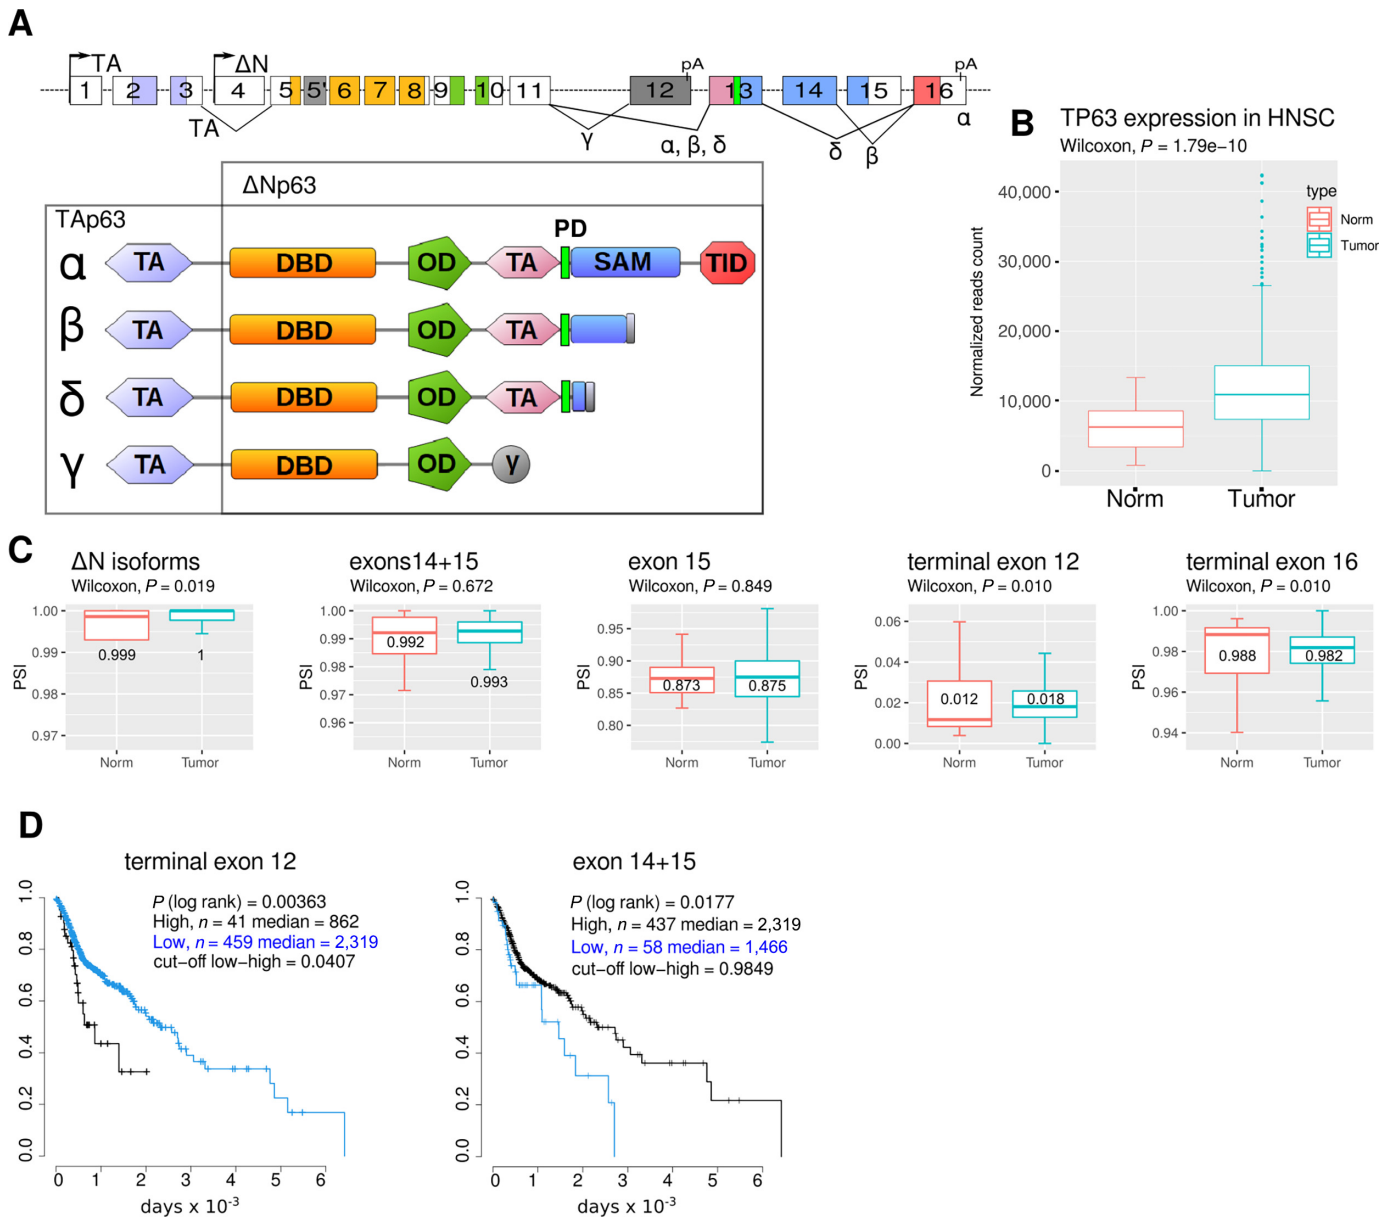 A
TA
ΔN
pA
pA
1 2 3 4 5 5' 6 7 8 9 10 11 12 13 14 15 16
TA
γ
α, β, δ
δ
β
α
ΔNp63
TAp63
PD
α TA DBD OD TA SAM TID
β TA DBD OD TA
δ TA DBD OD TA
γ TA DBD OD γ
B
TP63 expression in HNSC
Wilcoxon, P = 1.79e−10
Normalized reads count
40,000
30,000
20,000
10,000
0
Norm Tumor
type
Norm
Tumor
C
ΔN isoforms
Wilcoxon, P = 0.019
PSI
1.00
0.99
0.98
0.97
0.999
1
Norm Tumor
exons14+15
Wilcoxon, P = 0.672
PSI
1.00
0.99
0.98
0.97
0.96
0.992
0.993
Norm Tumor
exon 15
Wilcoxon, P = 0.849
PSI
0.95
0.90
0.85
0.80
0.873
0.875
Norm Tumor
terminal exon 12
Wilcoxon, P = 0.010
PSI
0.06
0.04
0.02
0.00
0.012
0.018
Norm Tumor
terminal exon 16
Wilcoxon, P = 0.010
PSI
1.00
0.98
0.96
0.94
0.988
0.982
Norm Tumor
D
terminal exon 12
P (log rank) = 0.00363
High, n = 41 median = 862
Low, n = 459 median = 2,319
cut−off low−high = 0.0407
1.0
0.8
0.6
0.4
0.2
0.0
0 1 2 3 4 5 6
days x 10-3
exon 14+15
P (log rank) = 0.0177
High, n = 437 median = 2,319
Low, n = 58 median = 1,466
cut−off low−high = 0.9849
1.0
0.8
0.6
0.4
0.2
0.0
0 1 2 3 4 5 6
days x 10-3